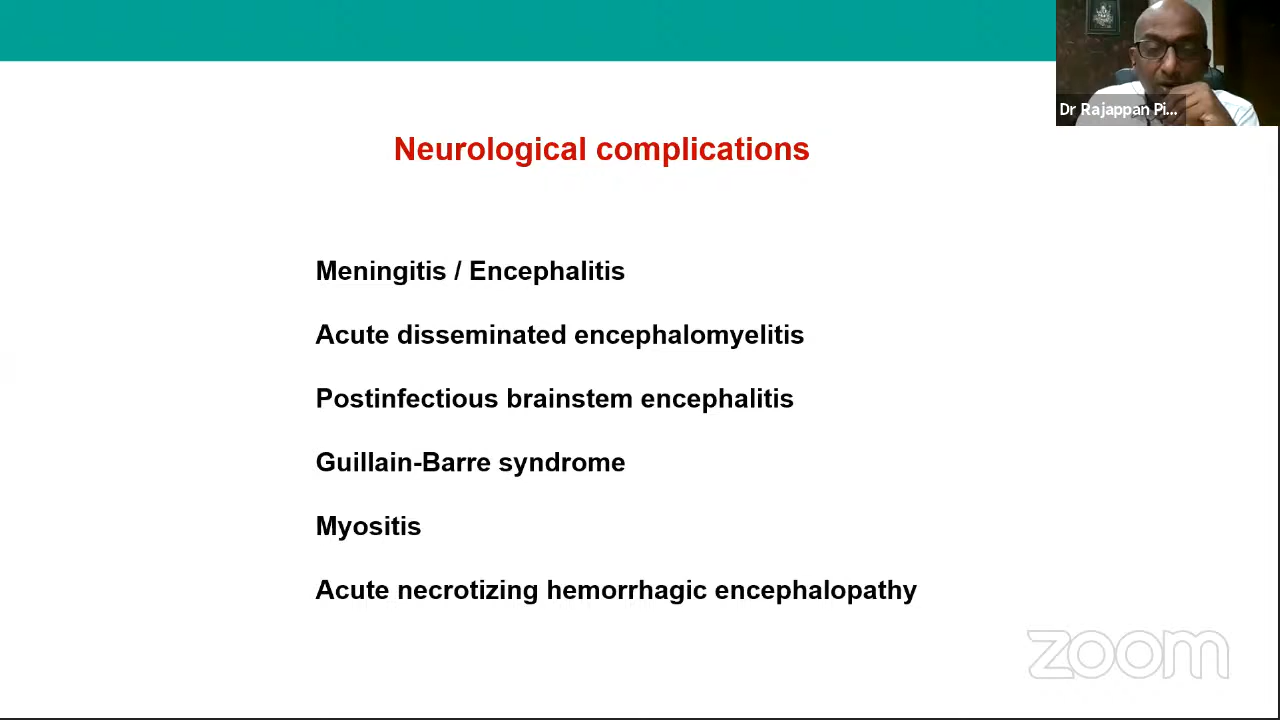 Dr Rajappan Pi...
Neurological complications
Meningitis / Encephalitis
Acute disseminated encephalomyelitis
Postinfectious brainstem encephalitis
Guillain-Barre syndrome
Myositis
Acute necrotizing hemorrhagic encephalopathy
zoom